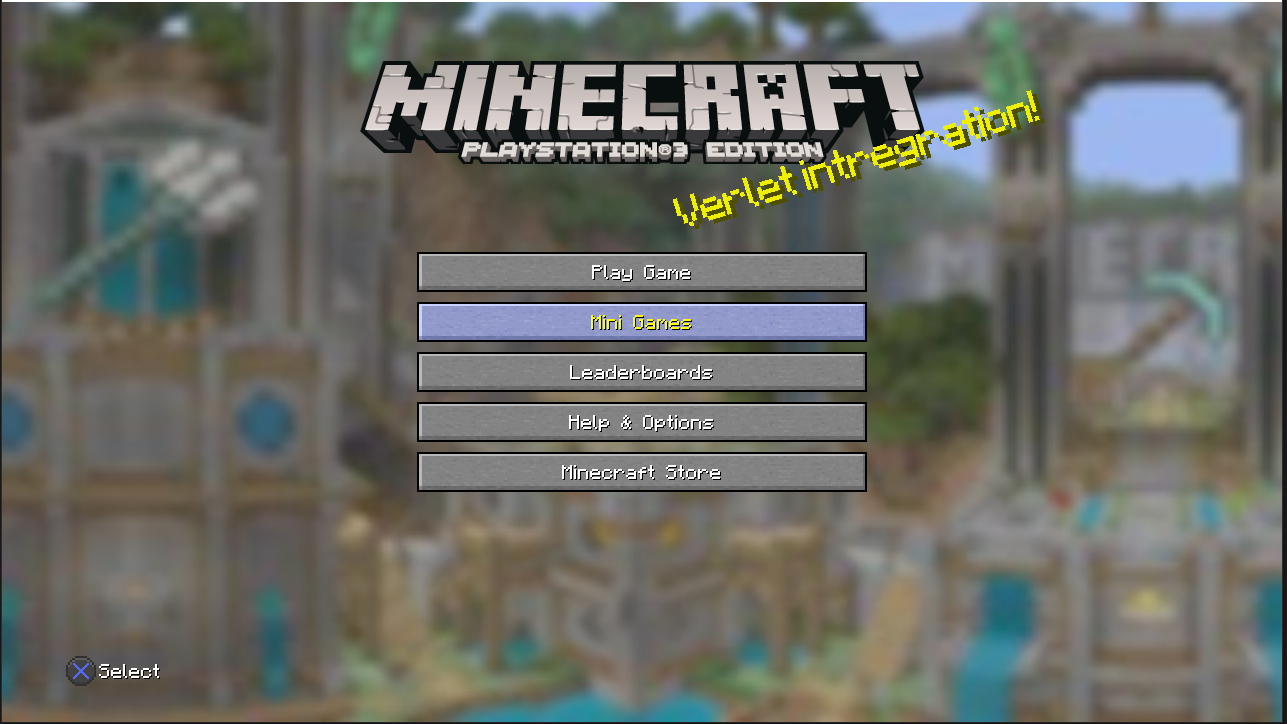 MINECRAFT
PLAYSTATION®3 EDITION
Verlet intregration!
Play Game
Mini Games
Leaderboards
Help & Options
Minecraft Store
Select